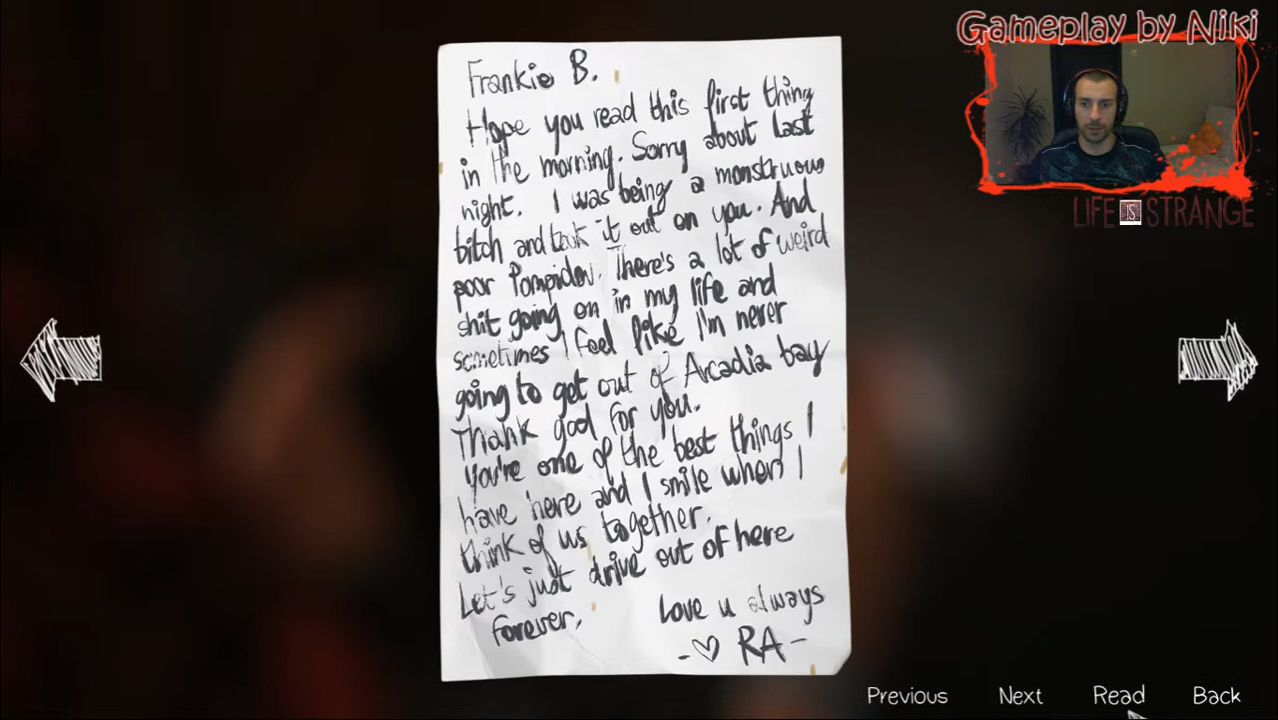 Gameplay by Niki
LIFE IS STRANGE
Frankie B.
Hope you read this first thing
in the morning. Sorry about last
night. I was being a monstruous
bitch and took it out on you. And
poor Pompidou. There's a lot of weird
shit going on in my life and
sometimes I feel like I'm never
going to get out of Arcadia bay
Thank god for you.
You're one of the best things I
have here and I smile when I
think of us together.
Let's just drive out of here
forever.
Love u always
-♡ RA-
Previous Next Read Back